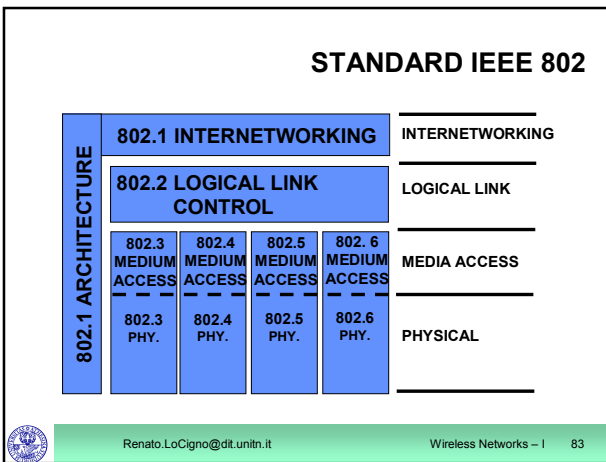 STANDARD IEEE 802
802.1 ARCHITECTURE
802.1 INTERNETWORKING
INTERNETWORKING
802.2 LOGICAL LINK
CONTROL
LOGICAL LINK
802.3
MEDIUM
ACCESS
802.4
MEDIUM
ACCESS
802.5
MEDIUM
ACCESS
802. 6
MEDIUM
ACCESS
MEDIA ACCESS
802.3
PHY.
802.4
PHY.
802.5
PHY.
802.6
PHY.
PHYSICAL
Renato.LoCigno@dit.unitn.it
Wireless Networks – I
83